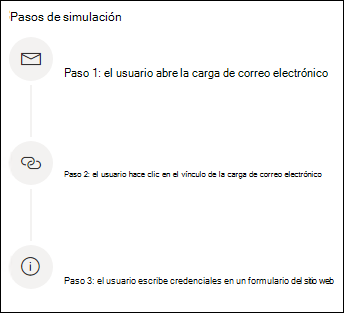 Pasos de simulación
Paso 1: el usuario abre la carga de correo electrónico
Paso 2: el usuario hace clic en el vínculo de la carga de correo electrónico
Paso 3: el usuario escribe credenciales en un formulario del sitio web